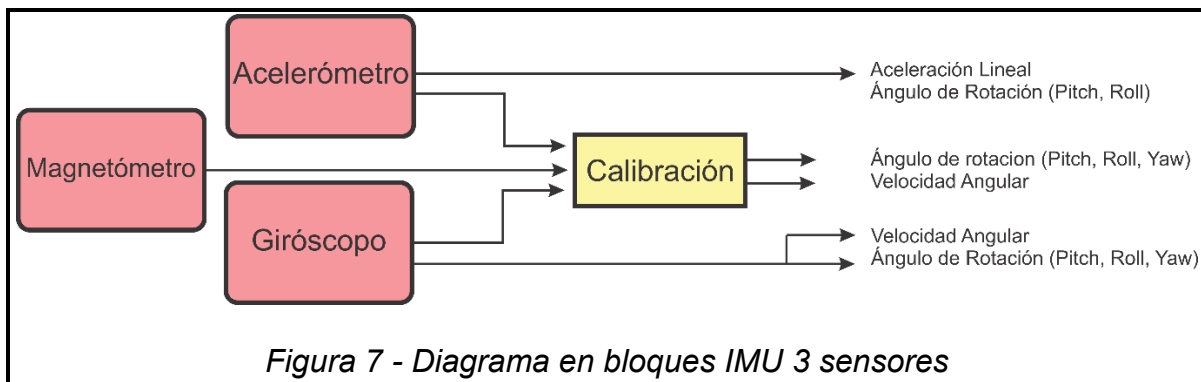 Acelerómetro
Aceleración Lineal
Ángulo de Rotación (Pitch, Roll)
Magnetómetro
Calibración
Ángulo de rotacion (Pitch, Roll, Yaw)
Velocidad Angular
Giróscopo
Velocidad Angular
Ángulo de Rotación (Pitch, Roll, Yaw)
Figura 7 - Diagrama en bloques IMU 3 sensores